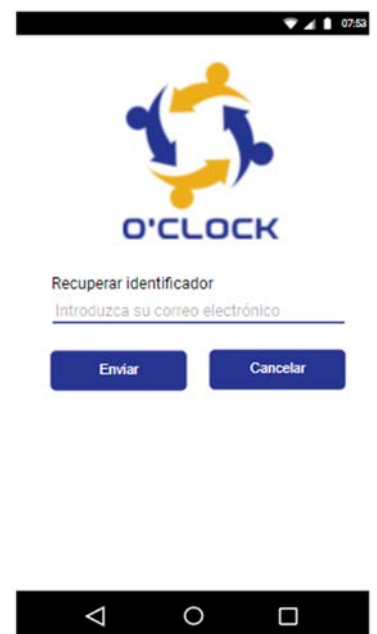 07:53
O'CLOCK
Recuperar identificador
Introduzca su correo electrónico
Enviar
Cancelar